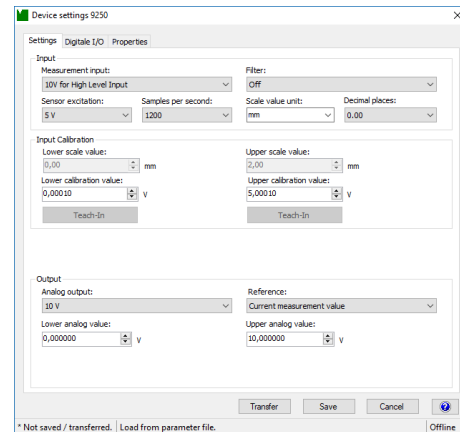 Device settings 9250
Settings Digitale I/O Properties
Input
Measurement input: Filter:
10V for High Level Input Off
Sensor excitation: Samples per second: Scale value unit: Decimal places:
5 V 1200 mm 0.00
Input Calibration
Lower scale value: Upper scale value:
0,00 mm 2,00 mm
Lower calibration value: Upper calibration value:
0,00010 V 5,00010 V
Teach-In Teach-In
Output
Analog output: Reference:
10 V Current measurement value
Lower analog value: Upper analog value:
0,000000 V 10,000000 V
Transfer Save Cancel ?
* Not saved / transferred. Load from parameter file. Offline